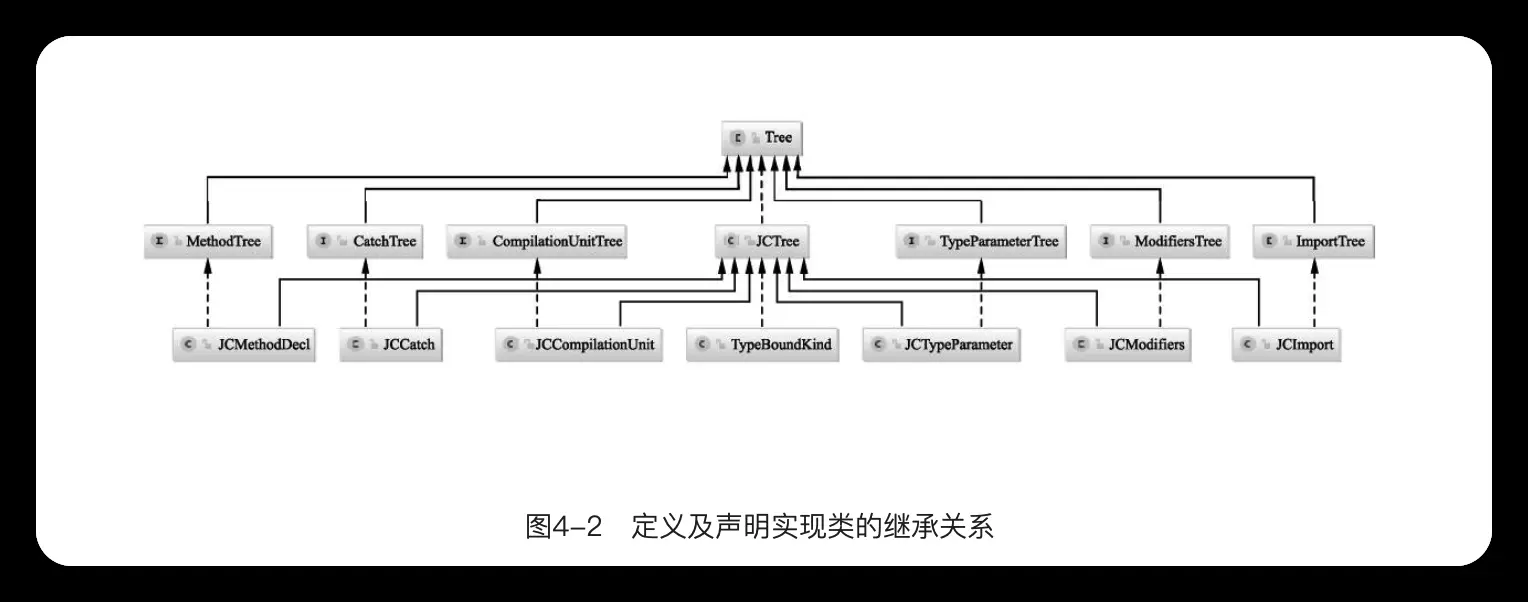 Tree
MethodTree CatchTree CompilationUnitTree JCTree TypeParameterTree ModifiersTree ImportTree
JCMethodDecl JCCatch JCCompilationUnit TypeBoundKind JCTypeParameter JCModifiers JCImport
图4-2 定义及声明实现类的继承关系